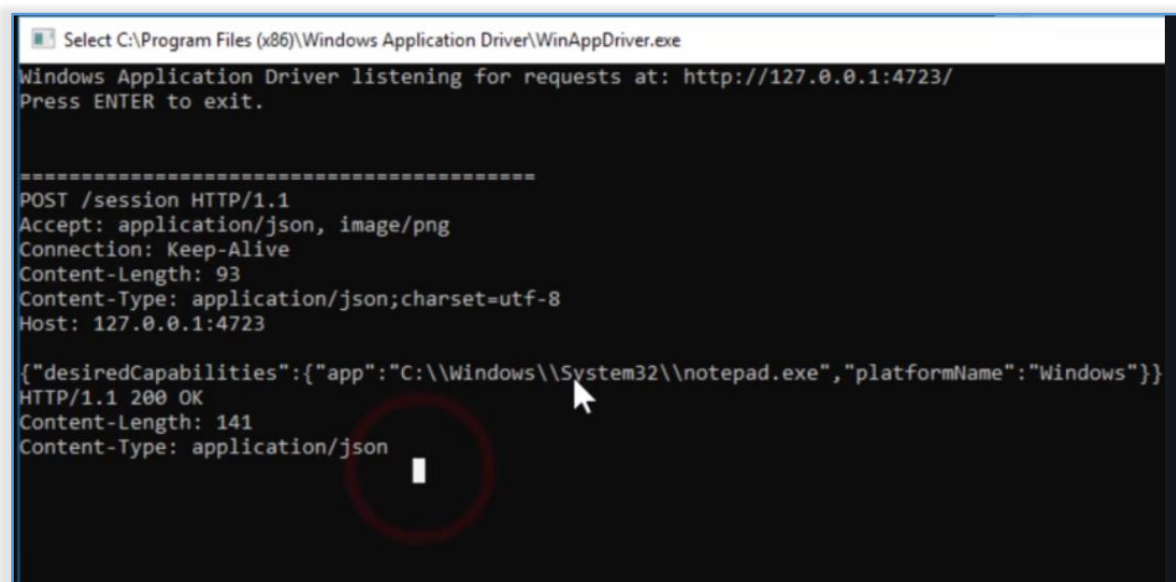 Select C:\Program Files (x86)\Windows Application Driver\WinAppDriver.exe
Windows Application Driver listening for requests at: http://127.0.0.1:4723/
Press ENTER to exit.
==========================================
POST /session HTTP/1.1
Accept: application/json, image/png
Connection: Keep-Alive
Content-Length: 93
Content-Type: application/json;charset=utf-8
Host: 127.0.0.1:4723
{"desiredCapabilities":{"app":"C:\\Windows\\System32\\notepad.exe","platformName":"Windows"}}
HTTP/1.1 200 OK
Content-Length: 141
Content-Type: application/json